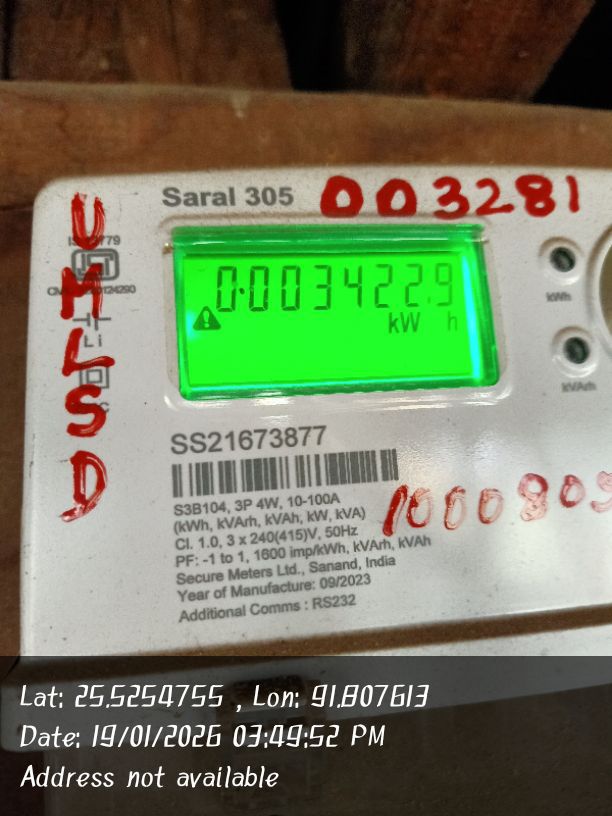 Saral 305 003281
UMLSD
0.003422.9
kW h
kWh
kVArh
Li
SS21673877
S3B104, 3P 4W, 10-100A
(kWh, kVArh, kVAh, kW, kVA)
Cl. 1.0, 3 x 240(415)V, 50Hz
PF: -1 to 1, 1600 imp/kWh, kVArh, kVAh
Secure Meters Ltd., Sanand, India
Year of Manufacture: 09/2023
Additional Comms : RS232
Lat: 25.5254755 , Lon: 91.807613
Date: 19/01/2026 03:49:52 PM
Address not available